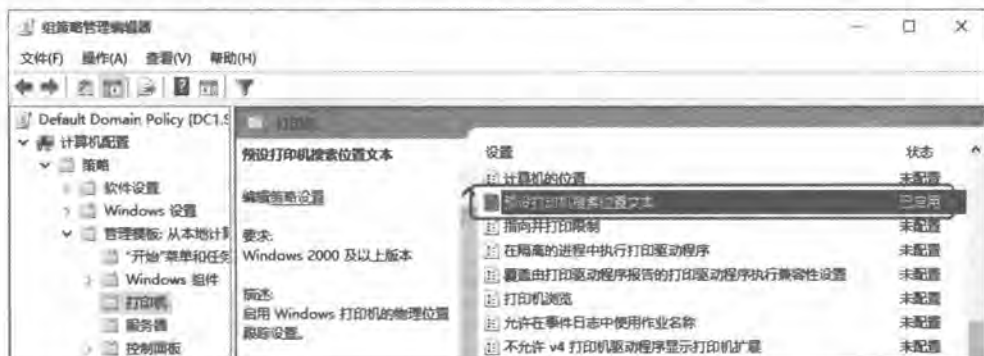 组策略管理编辑器
文件(F) 操作(A) 查看(V) 帮助(H)
Default Domain Policy [DC1.S
计算机配置
策略
软件设置
Windows 设置
管理模板: 从本地计算
"开始"菜单和任务
Windows 组件
打印机
服务器
控制面板
打印机
预设打印机搜索位置文本
编辑策略设置
要求:
Windows 2000 及以上版本
描述:
启用 Windows 打印机的物理位置
跟踪设置。
设置 状态
计算机的位置 未配置
预设打印机搜索位置文本 已启用
指向并打印限制 未配置
在隔离的进程中执行打印驱动程序 未配置
覆盖由打印驱动程序报告的打印驱动程序执行兼容性设置 未配置
打印机浏览 未配置
允许在事件日志中使用作业名称 未配置
不允许 v4 打印机驱动程序显示打印机扩展 未配置